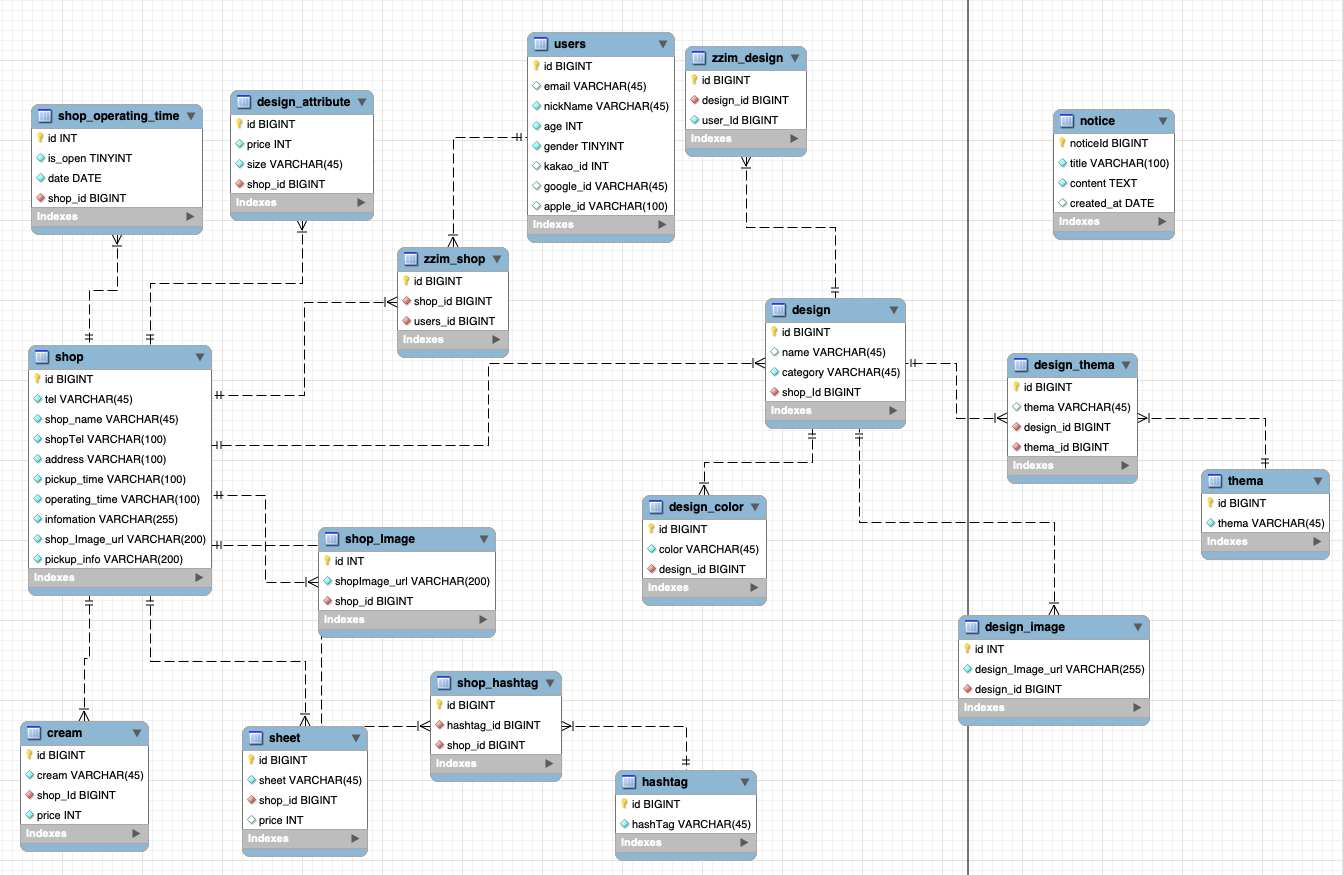 users
id BIGINT
email VARCHAR(45)
nickName VARCHAR(45)
age INT
gender TINYINT
kakao_id INT
google_id VARCHAR(45)
apple_id VARCHAR(100)
Indexes
zzim_design
id BIGINT
design_id BIGINT
user_Id BIGINT
Indexes
shop_operating_time
id INT
is_open TINYINT
date DATE
shop_id BIGINT
Indexes
design_attribute
id BIGINT
price INT
size VARCHAR(45)
shop_id BIGINT
Indexes
notice
noticeId BIGINT
title VARCHAR(100)
content TEXT
created_at DATE
Indexes
zzim_shop
id BIGINT
shop_id BIGINT
users_id BIGINT
Indexes
design
id BIGINT
name VARCHAR(45)
category VARCHAR(45)
shop_Id BIGINT
Indexes
shop
id BIGINT
tel VARCHAR(45)
shop_name VARCHAR(45)
shopTel VARCHAR(100)
address VARCHAR(100)
pickup_time VARCHAR(100)
operating_time VARCHAR(100)
infomation VARCHAR(255)
shop_Image_url VARCHAR(200)
pickup_info VARCHAR(200)
Indexes
design_thema
id BIGINT
thema VARCHAR(45)
design_id BIGINT
thema_id BIGINT
Indexes
thema
id BIGINT
thema VARCHAR(45)
Indexes
design_color
id BIGINT
color VARCHAR(45)
design_id BIGINT
Indexes
shop_Image
id INT
shopImage_url VARCHAR(200)
shop_id BIGINT
Indexes
design_image
id INT
design_Image_url VARCHAR(255)
design_id BIGINT
Indexes
shop_hashtag
id BIGINT
hashtag_id BIGINT
shop_id BIGINT
Indexes
cream
id BIGINT
cream VARCHAR(45)
shop_Id BIGINT
price INT
Indexes
sheet
id BIGINT
sheet VARCHAR(45)
shop_id BIGINT
price INT
Indexes
hashtag
id BIGINT
hashTag VARCHAR(45)
Indexes